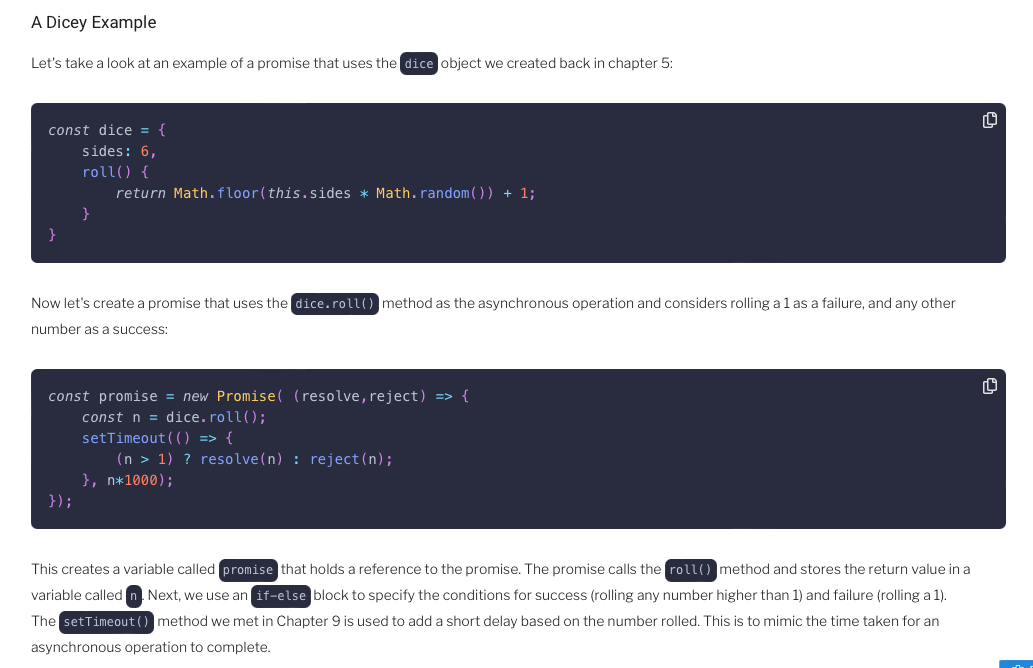 A Dicey Example
Let's take a look at an example of a promise that uses the dice object we created back in chapter 5:
const dice = {
    sides: 6,
    roll() {
        return Math.floor(this.sides * Math.random()) + 1;
    }
}
Now let's create a promise that uses the dice.roll() method as the asynchronous operation and considers rolling a 1 as a failure, and any other
number as a success:
const promise = new Promise( (resolve,reject) => {
    const n = dice.roll();
    setTimeout(() => {
        (n > 1) ? resolve(n) : reject(n);
    }, n*1000);
});
This creates a variable called promise that holds a reference to the promise. The promise calls the roll() method and stores the return value in a
variable called n. Next, we use an if-else block to specify the conditions for success (rolling any number higher than 1) and failure (rolling a 1).
The setTimeout() method we met in Chapter 9 is used to add a short delay based on the number rolled. This is to mimic the time taken for an
asynchronous operation to complete.